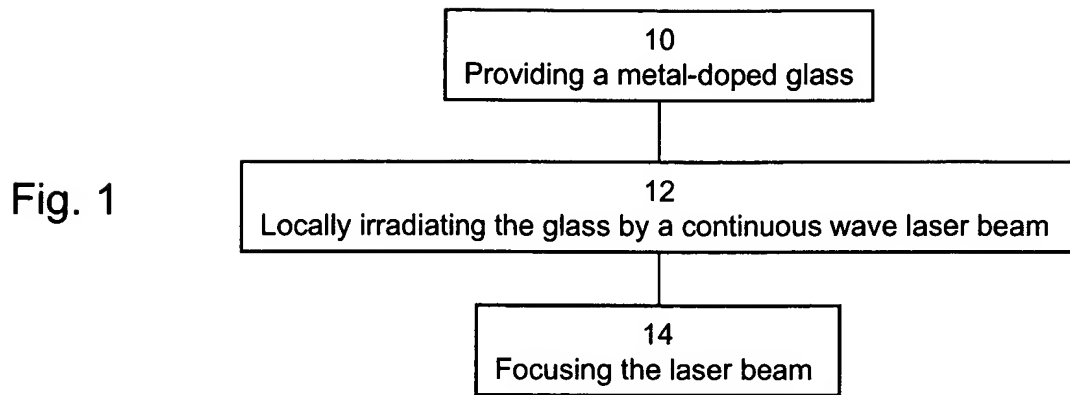 10
Providing a metal-doped glass
Fig. 1
12
Locally irradiating the glass by a continuous wave laser beam
14
Focusing the laser beam